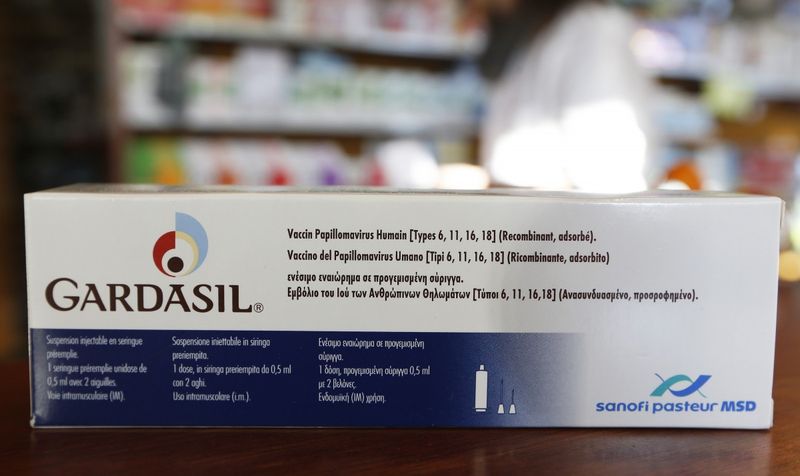 Vaccin Papillomavirus Humain [Types 6, 11, 16, 18] (Recombinant, adsorbé).
Vaccino del Papillomavirus Umano [Tipi 6, 11, 16, 18] (Ricombinante, adsorbito)
ενέσιμο εναιώρημα σε προγεμισμένη σύριγγα.
Εμβόλιο του Ιού των Ανθρώπινων Θηλωμάτων [Τύποι 6, 11, 16,18] (Ανασυνδυασμένο, προσροφημένο).
GARDASIL®
Suspension injectable en seringue
préremplie.
1 seringue préremplie unidose de
0,5 ml avec 2 aiguilles.
Voie intramusculaire (IM).
Sospensione iniettabile in siringa
preriempita.
1 dose, in siringa preriempita da 0,5 ml
con 2 aghi.
Uso intramuscolare (i.m.).
Ενέσιμο εναιώρημα σε προγεμισμένη
σύριγγα.
1 δόση, προγεμισμένη σύριγγα 0,5 ml
με 2 βελόνες.
Ενδομυϊκή (ΙΜ) χρήση.
sanofi pasteur MSD